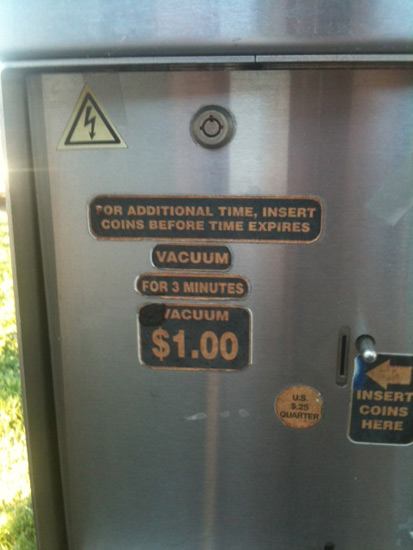 FOR ADDITIONAL TIME, INSERT
COINS BEFORE TIME EXPIRES
VACUUM
FOR 3 MINUTES
VACUUM
$1.00
U.S.
$.25
QUARTER
INSERT
COINS
HERE